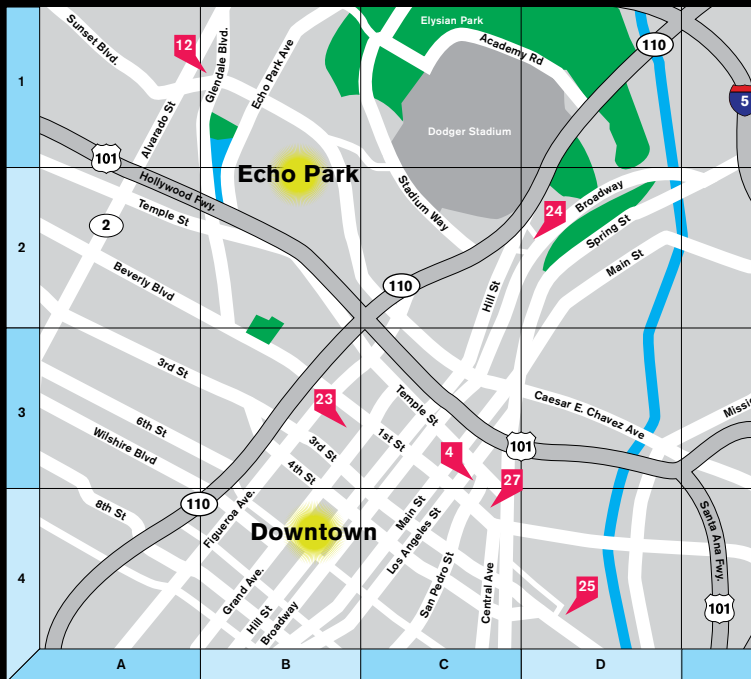 Elysian Park
Sunset Blvd.
12
Glendale Blvd.
Echo Park Ave
Academy Rd
110
1
5
Alvarado St
Dodger Stadium
101
Echo Park
Hollywood Fwy.
Stadium Way
Broadway
24
Temple St
2
Spring St
2
Main St
Beverly Blvd
110
Hill St
3rd St
Temple St
Caesar E. Chavez Ave
23
3
6th St
3rd St
1st St
Wilshire Blvd
4
101
4th St
27
110
8th St
Figueroa Ave.
Main St
Downtown
Los Angeles St
Santa Ana Fwy.
4
Grand Ave.
San Pedro St
Central Ave
25
Hill St
Broadway
101
A
B
C
D